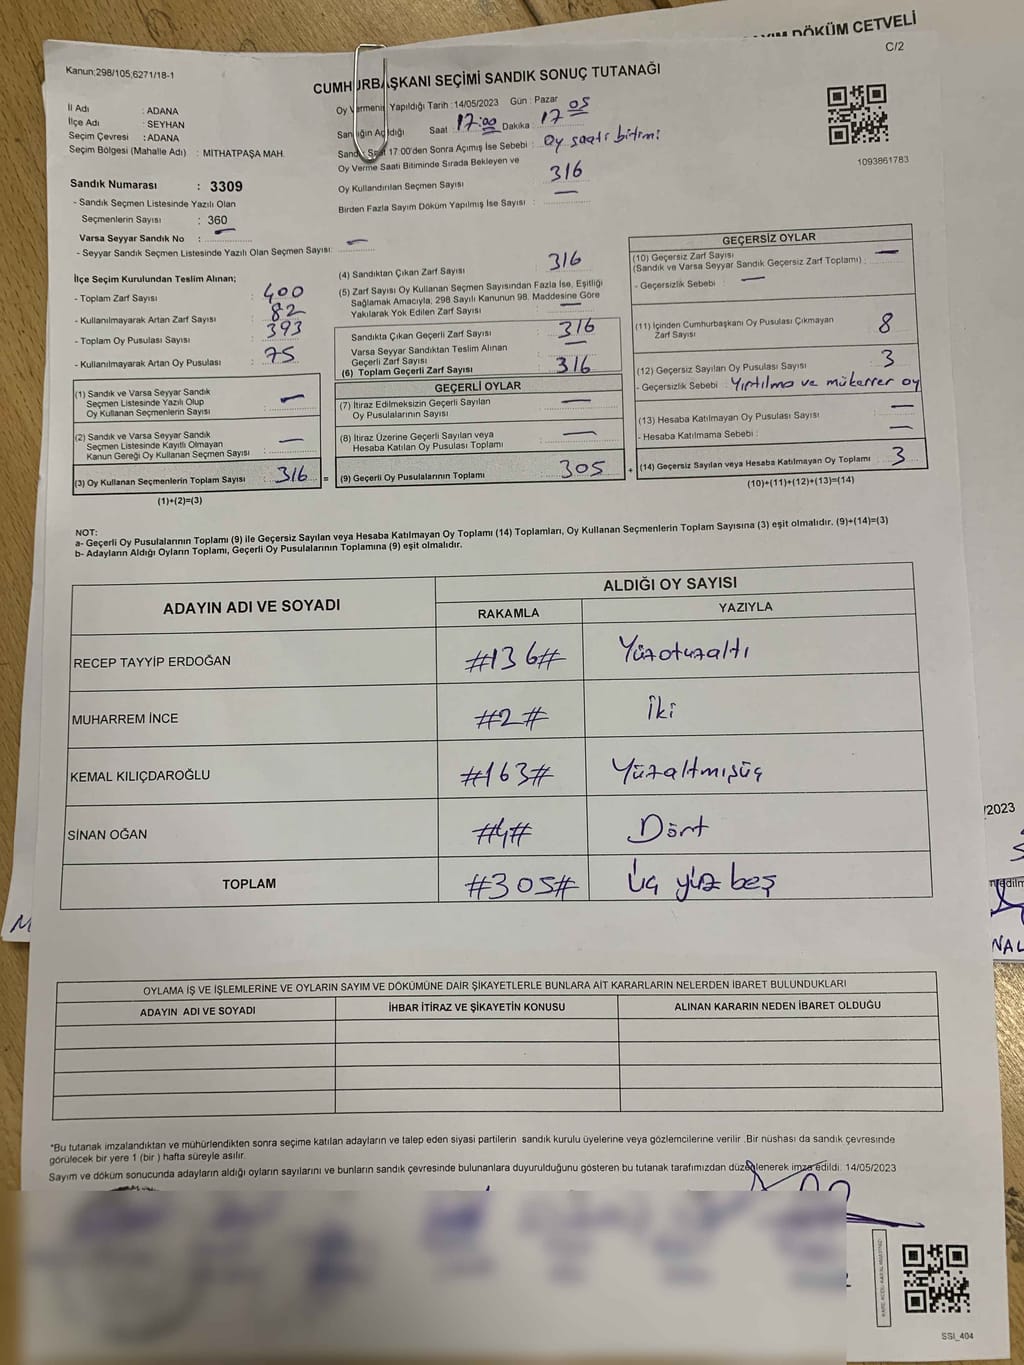 DÖKÜM CETVELİ
C/2
Kanun;298/105;6271/18-1
CUMHURBAŞKANI SEÇİMİ SANDIK SONUÇ TUTANAĞI
İl Adı : ADANA
İlçe Adı : SEYHAN
Seçim Çevresi : ADANA
Seçim Bölgesi (Mahalle Adı) : MITHATPAŞA MAH.
Oy Vermenin Yapıldığı Tarih :14/05/2023 Gün : Pazar
Sandığın Açıldığı Saat : 17:00 Dakika : 17 05
Sandık Saat 17:00'den Sonra Açımış İse Sebebi : Oy saati bitimi
Oy Verme Saati Bitiminde Sırada Bekleyen ve
Oy Kullandırılan Seçmen Sayısı 316
Birden Fazla Sayım Döküm Yapılmış İse Sayısı : —
1093861783
Sandık Numarası : 3309
- Sandık Seçmen Listesinde Yazılı Olan
Seçmenlerin Sayısı : 360
Varsa Seyyar Sandık No : —
- Seyyar Sandık Seçmen Listesinde Yazılı Olan Seçmen Sayısı: —
İlçe Seçim Kurulundan Teslim Alınan;
- Toplam Zarf Sayısı : 400
- Kullanılmayarak Artan Zarf Sayısı : 82
- Toplam Oy Pusulası Sayısı : 393
- Kullanılmayarak Artan Oy Pusulası : 75
(1) Sandık ve Varsa Seyyar Sandık
Seçmen Listesinde Yazılı Olup
Oy Kullanan Seçmenlerin Sayısı : —
(2) Sandık ve Varsa Seyyar Sandık
Seçmen Listesinde Kayıtlı Olmayan
Kanun Gereği Oy Kullanan Seçmen Sayısı : —
(3) Oy Kullanan Seçmenlerin Toplam Sayısı : 316 =
(1)+(2)=(3)
(4) Sandıktan Çıkan Zarf Sayısı : 316
(5) Zarf Sayısı Oy Kullanan Seçmen Sayısından Fazla İse, Eşitliği
Sağlamak Amacıyla, 298 Sayılı Kanunun 98. Maddesine Göre
Yakılarak Yok Edilen Zarf Sayısı : —
Sandıkta Çıkan Geçerli Zarf Sayısı : 316
Varsa Seyyar Sandıktan Teslim Alınan
Geçerli Zarf Sayısı : —
(6) Toplam Geçerli Zarf Sayısı : 316
GEÇERLİ OYLAR
(7) İtiraz Edilmeksizin Geçerli Sayılan
Oy Pusulalarının Sayısı : —
(8) İtiraz Üzerine Geçerli Sayılan veya
Hesaba Katılan Oy Pusulası Toplamı : —
(9) Geçerli Oy Pusulalarının Toplamı : 305 +
GEÇERSİZ OYLAR
(10) Geçersiz Zarf Sayısı
(Sandık ve Varsa Seyyar Sandık Geçersiz Zarf Toplamı) : —
- Geçersizlik Sebebi : —
(11) İçinden Cumhurbaşkanı Oy Pusulası Çıkmayan
Zarf Sayısı : 8
(12) Geçersiz Sayılan Oy Pusulası Sayısı : 3
- Geçersizlik Sebebi : Yırtılma ve mükerrer oy
(13) Hesaba Katılmayan Oy Pusulası Sayısı : —
- Hesaba Katılmama Sebebi : —
(14) Geçersiz Sayılan veya Hesaba Katılmayan Oy Toplamı : 3
(10)+(11)+(12)+(13)=(14)
NOT:
a- Geçerli Oy Pusulalarının Toplamı (9) ile Geçersiz Sayılan veya Hesaba Katılmayan Oy Toplamı (14) Toplamları, Oy Kullanan Seçmenlerin Toplam Sayısına (3) eşit olmalıdır. (9)+(14)=(3)
b- Adayların Aldığı Oyların Toplamı, Geçerli Oy Pusulalarının Toplamına (9) eşit olmalıdır.
ADAYIN ADI VE SOYADI
ALDIĞI OY SAYISI
RAKAMLA YAZIYLA
RECEP TAYYİP ERDOĞAN #136# Yüzotuzaltı
MUHARREM İNCE #2# İki
KEMAL KILIÇDAROĞLU #163# Yüzaltmışüç
SİNAN OĞAN #4# Dört
TOPLAM #305# Üç yüz beş
OYLAMA İŞ VE İŞLEMLERİNE VE OYLARIN SAYIM VE DÖKÜMÜNE DAİR ŞİKAYETLERLE BUNLARA AİT KARARLARIN NELERDEN İBARET BULUNDUKLARI
ADAYIN ADI VE SOYADI İHBAR İTİRAZ VE ŞİKAYETİN KONUSU ALINAN KARARIN NEDEN İBARET OLDUĞU
*Bu tutanak imzalandıktan ve mühürlendikten sonra seçime katılan adayların ve talep eden siyasi partilerin sandık kurulu üyelerine veya gözlemcilerine verilir .Bir nüshası da sandık çevresinde
görülecek bir yere 1 (bir ) hafta süreyle asılır.
Sayım ve döküm sonucunda adayların aldığı oyların sayılarını ve bunların sandık çevresinde bulunanlara duyurulduğunu gösteren bu tutanak tarafımızdan düzenlenerek imza edildi. 14/05/2023
/2023
NAL
SSI_404